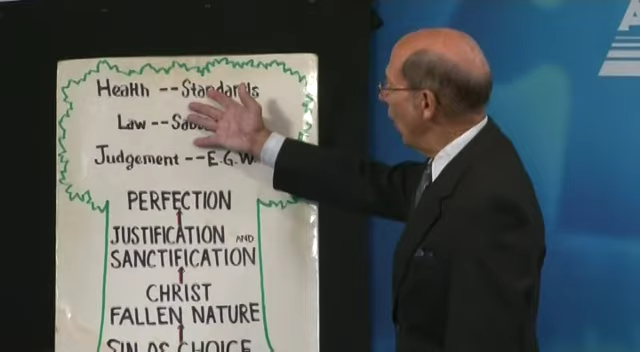 Health -- Standards
Law --
Judgement -- E.G.W
PERFECTION
JUSTIFICATION AND
SANCTIFICATION
CHRIST
FALLEN NATURE
SIN AS CHOICE